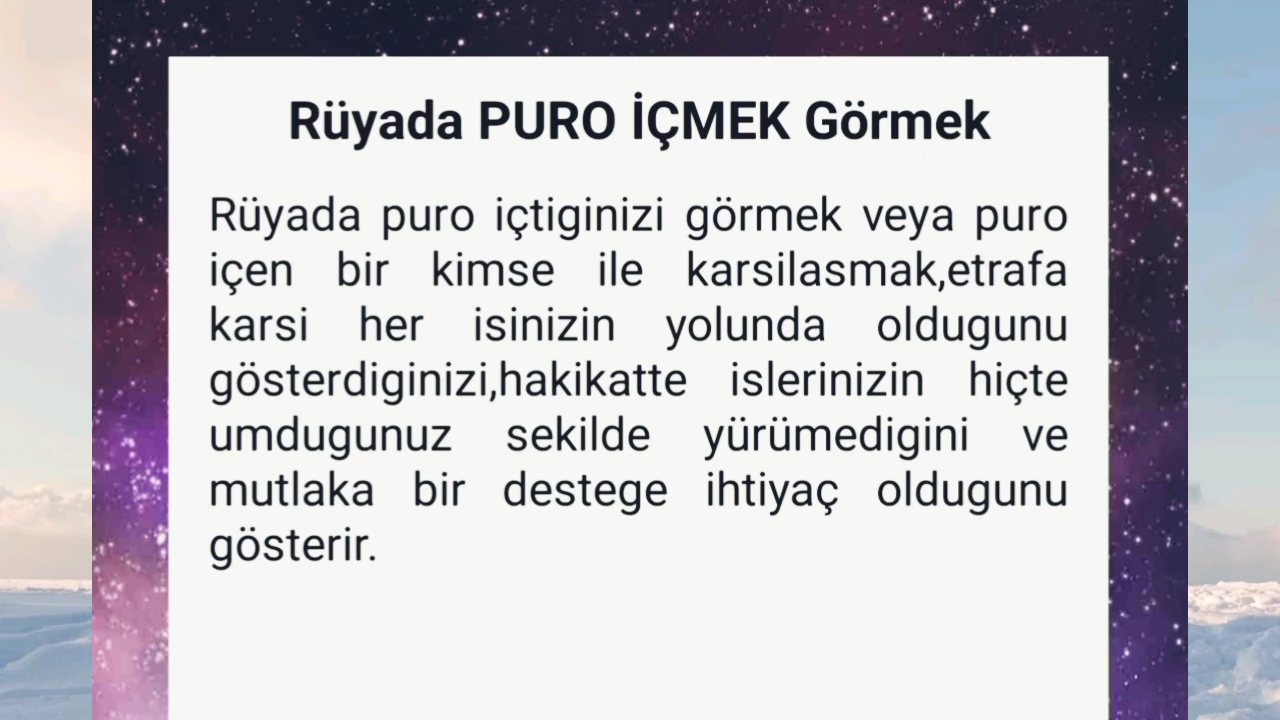 Rüyada PURO İÇMEK Görmek
Rüyada puro içtiginizi görmek veya puro
içen bir kimse ile karsilasmak,etrafa
karsi her isinizin yolunda oldugunu
gösterdiginizi,hakikatte islerinizin hiçte
umdugunuz sekilde yürümedigini ve
mutlaka bir destege ihtiyaç oldugunu
gösterir.